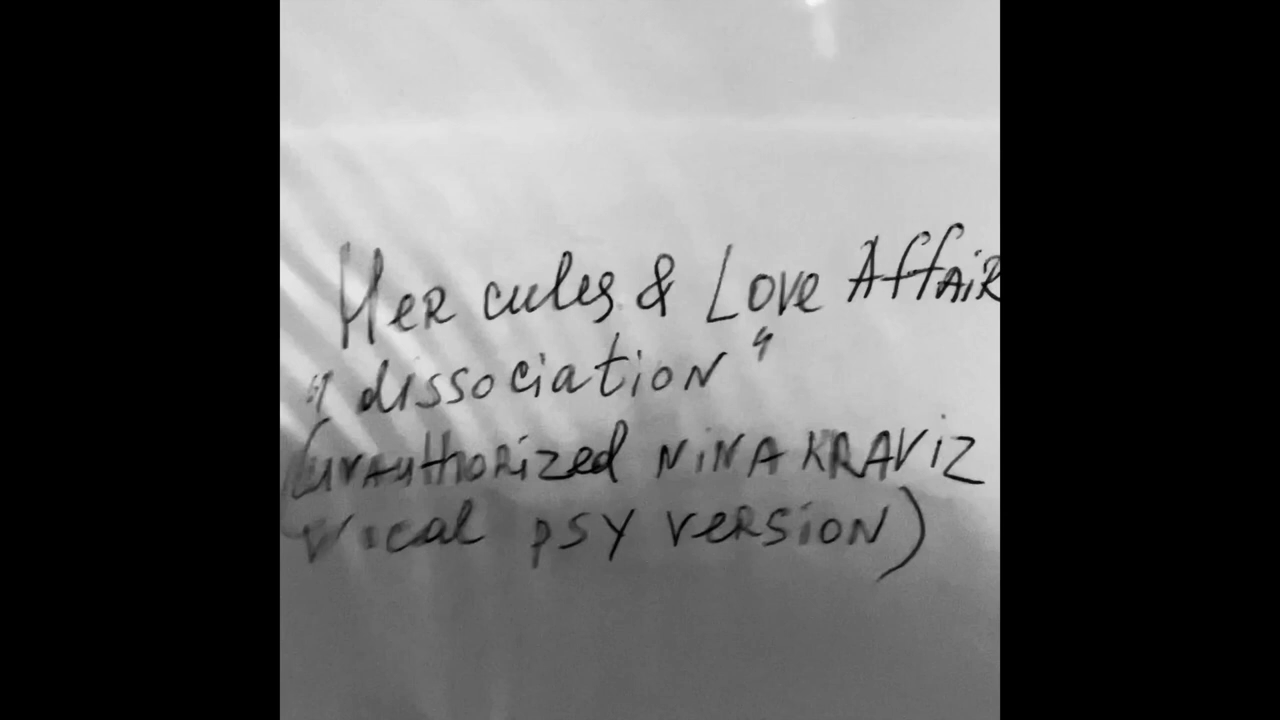 Hercules & Love Affair
"dissociation"
(unauthorized NiNA KRAViZ
vocal psy version)